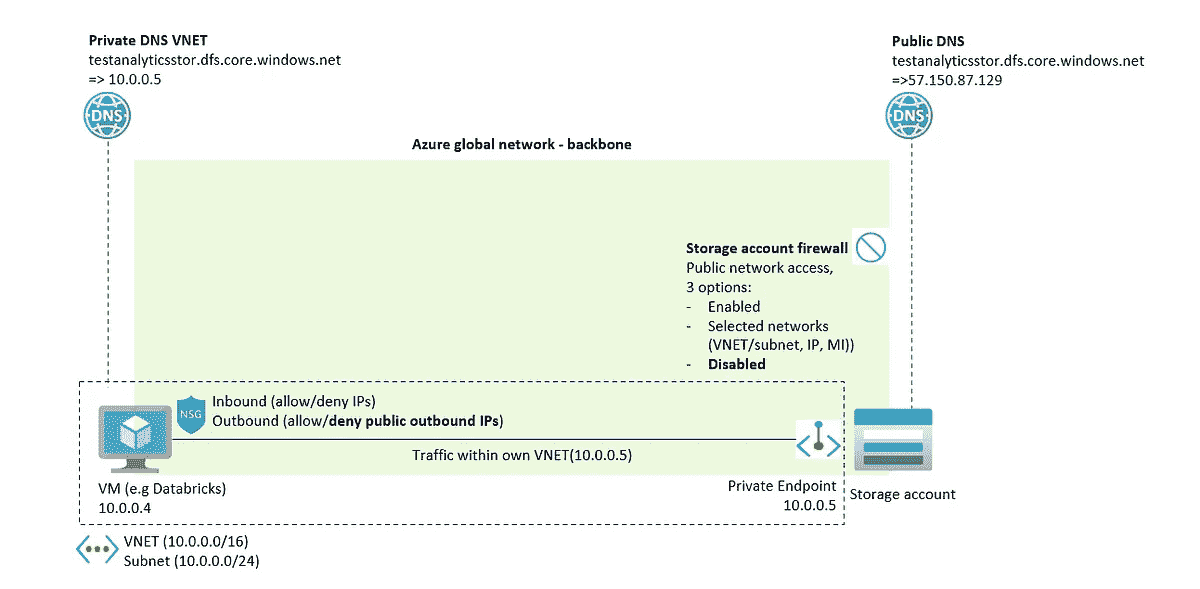 Private DNS VNET
testanalyticsstor.dfs.core.windows.net
=> 10.0.0.5
DNS
Public DNS
testanalyticsstor.dfs.core.windows.net
=>57.150.87.129
DNS
Azure global network - backbone
Storage account firewall
Public network access,
3 options:
- Enabled
- Selected networks
(VNET/subnet, IP, MI))
- Disabled
NSG
Inbound (allow/deny IPs)
Outbound (allow/deny public outbound IPs)
Traffic within own VNET(10.0.0.5)
VM (e.g Databricks)
10.0.0.4
Private Endpoint
10.0.0.5
Storage account
VNET (10.0.0.0/16)
Subnet (10.0.0.0/24)